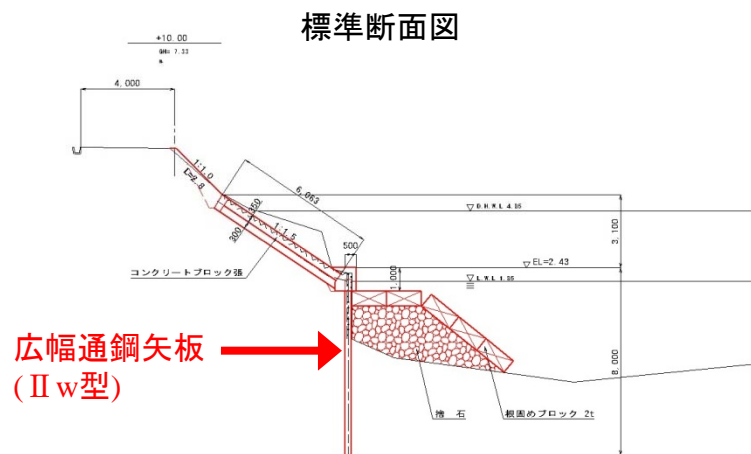 標準断面図
+10.00
4,000
1:1.0
6,063
350
300
1:1.5
500
D.H.W.L 4.05
3,100
EL=2.43
1,000
コンクリートブロック張
広幅通鋼矢板
(Ⅱw型)
8,000
捨 石
根固めブロック 2t